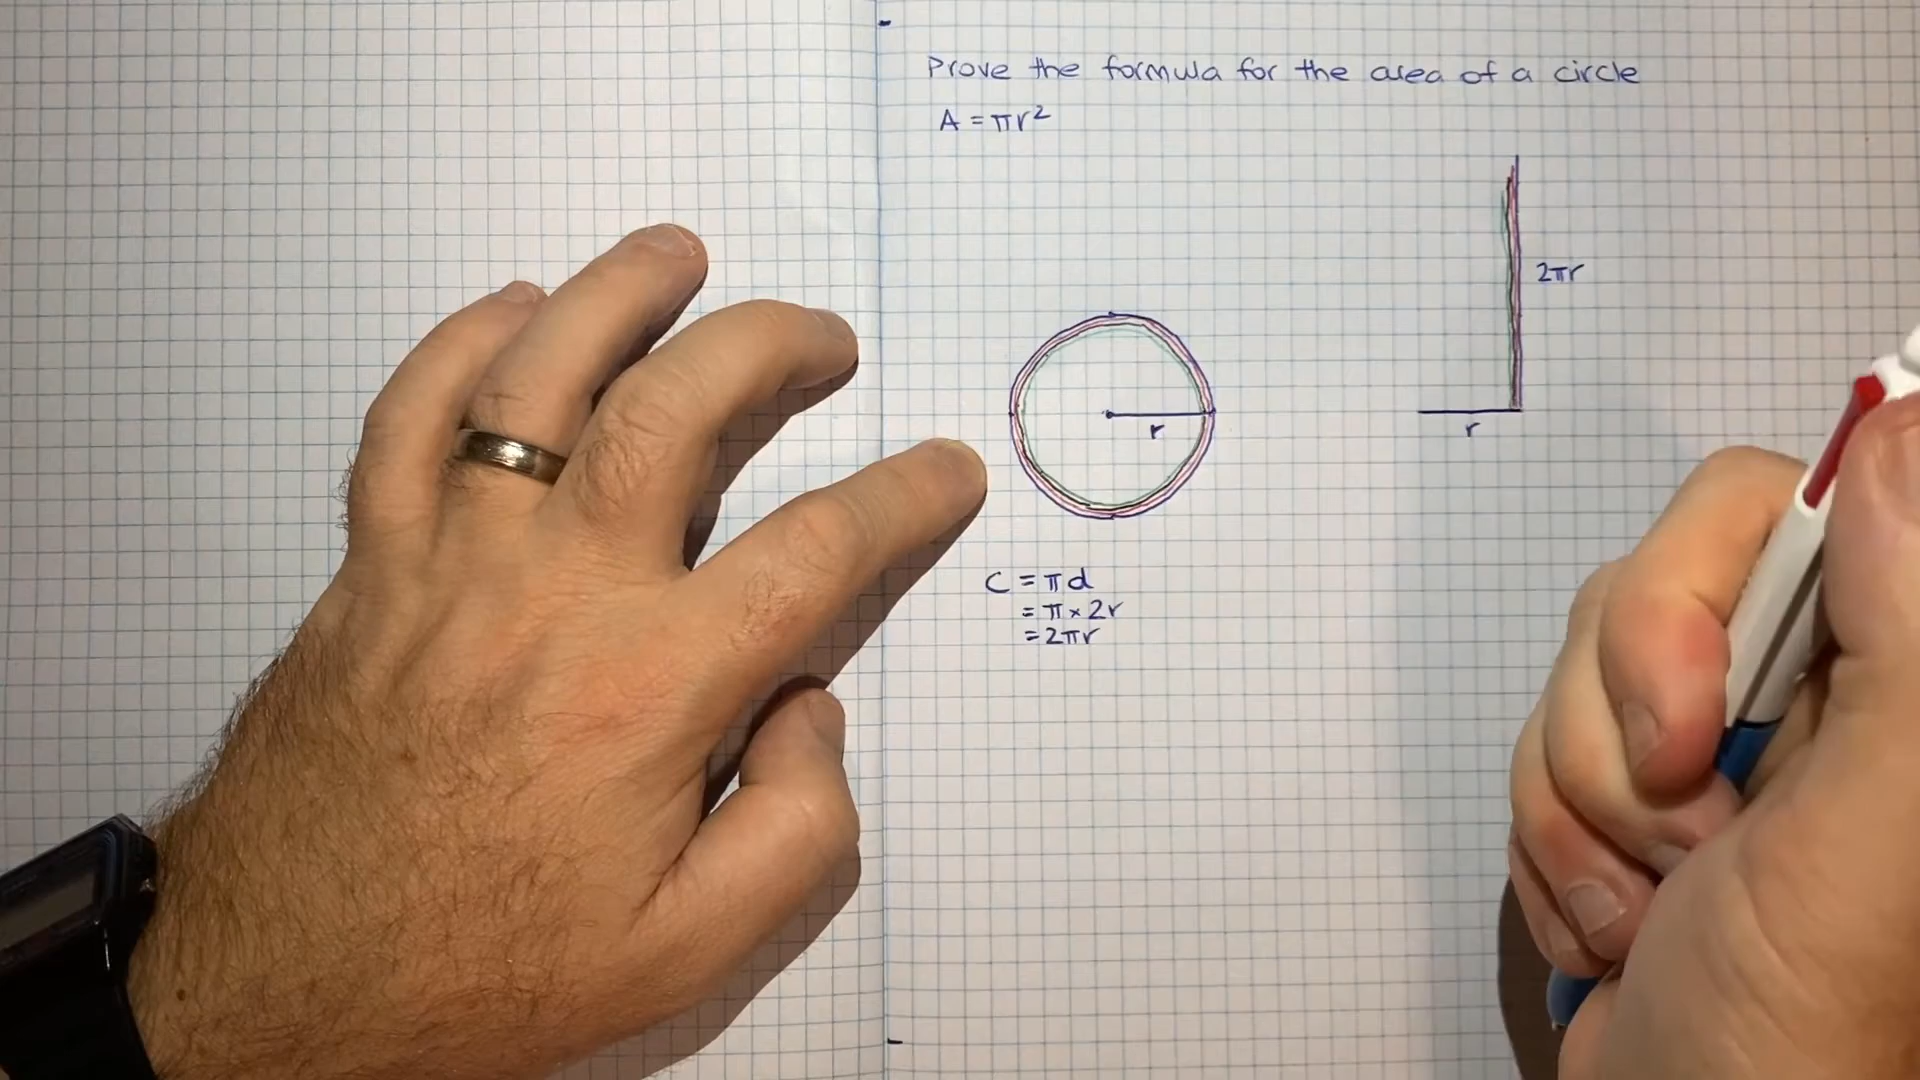 Prove the formula for the area of a circle
A = πr²
2πr
r
r
C = πd
= π × 2r
= 2πr